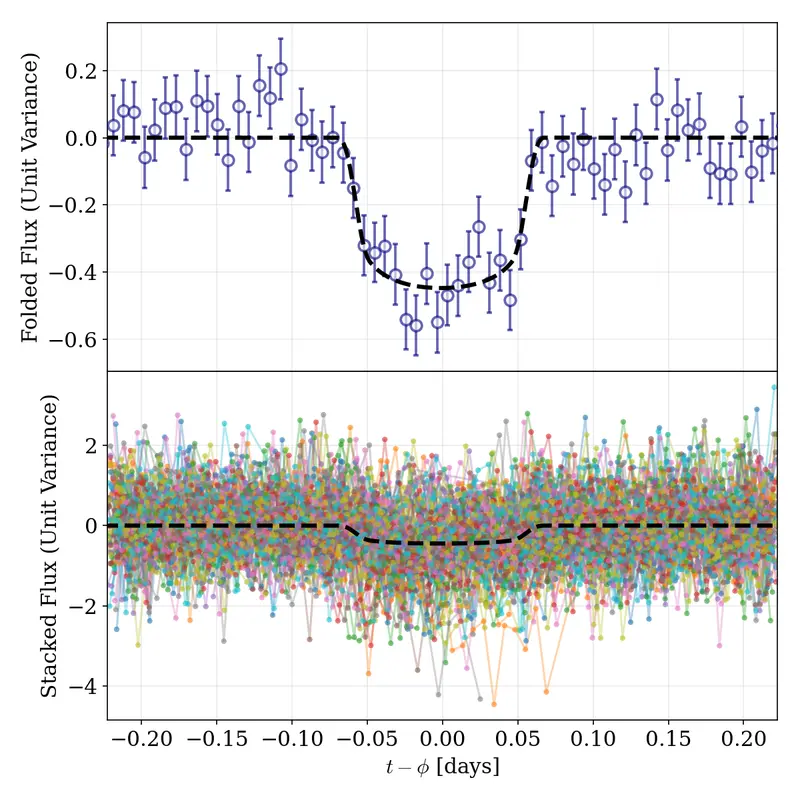 Folded Flux (Unit Variance)
0.2
0.0
−0.2
−0.4
−0.6
Stacked Flux (Unit Variance)
2
0
−2
−4
−0.20 −0.15 −0.10 −0.05 0.00 0.05 0.10 0.15 0.20
t − ϕ [days]